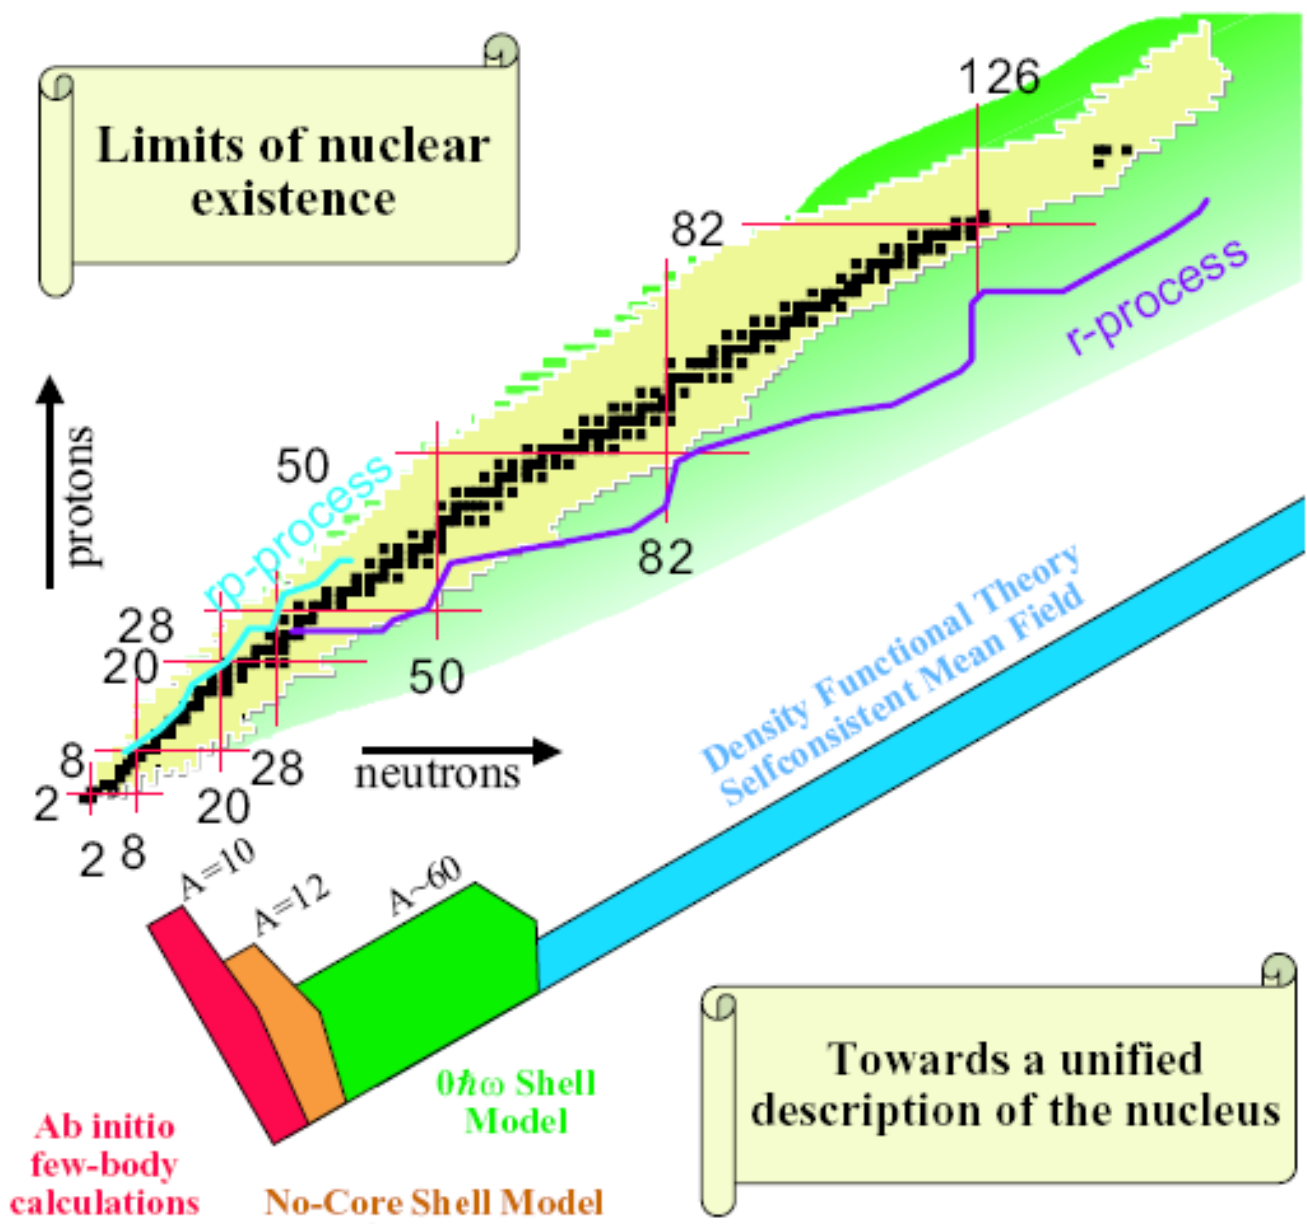 Limits of nuclear
existence
126
82
50
28
20
8
2
2
8
20
28
50
82
protons
neutrons
rp-process
r-process
Density Functional Theory
Selfconsistent Mean Field
A=10
A=12
A~60
0ℏω Shell
Model
Ab initio
few-body
calculations
No-Core Shell Model
Towards a unified
description of the nucleus